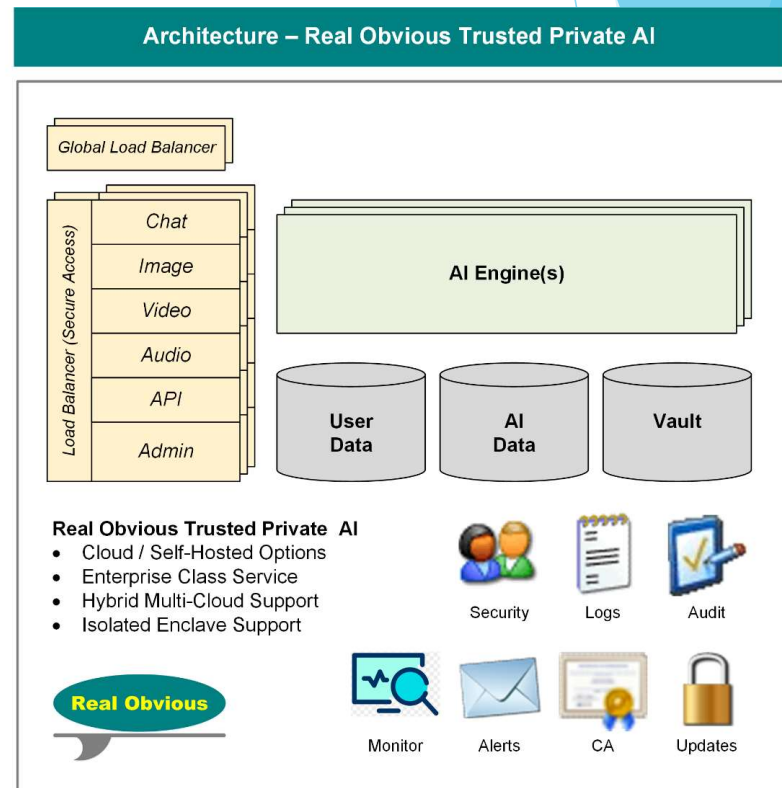 Architecture – Real Obvious Trusted Private AI
Global Load Balancer
Load Balancer (Secure Access)
Chat
Image
Video
Audio
API
Admin
AI Engine(s)
User
Data
AI
Data
Vault
Real Obvious Trusted Private AI
• Cloud / Self-Hosted Options
• Enterprise Class Service
• Hybrid Multi-Cloud Support
• Isolated Enclave Support
Security
Logs
Audit
Real Obvious
Monitor
Alerts
CA
Updates